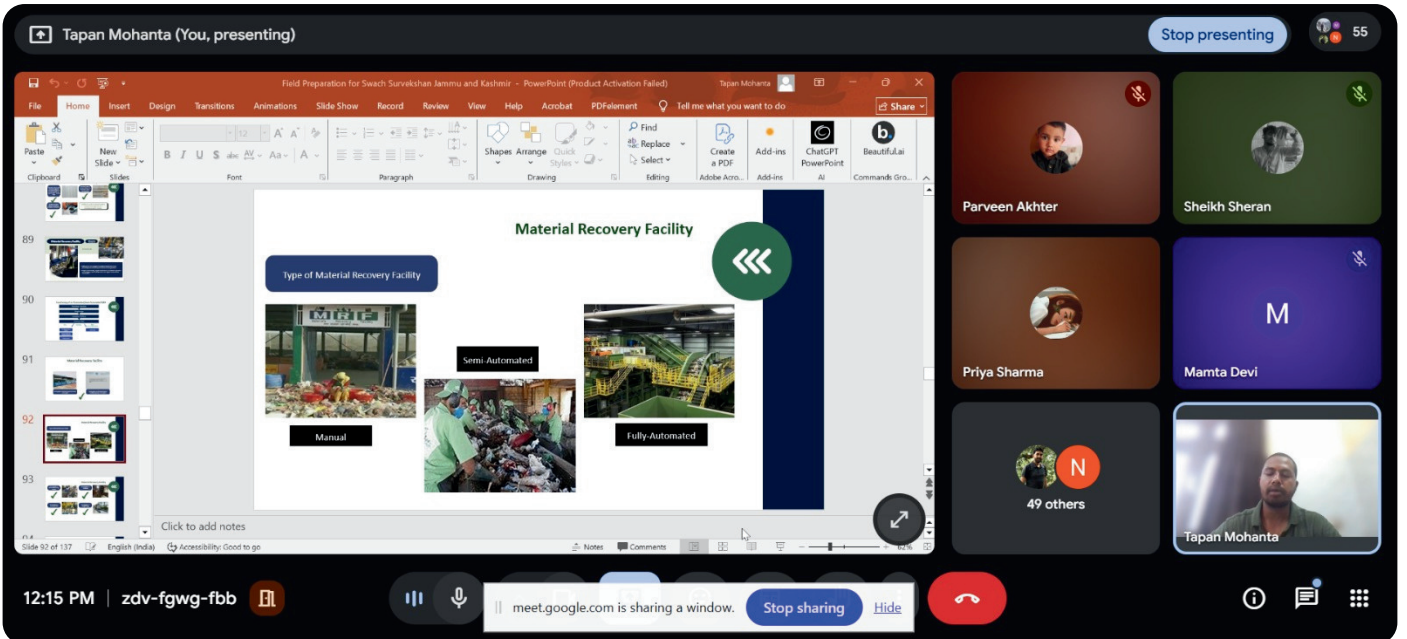 Tapan Mohanta (You, presenting)
Stop presenting
55
Field Preparation for Swach Survekshan Jammu and Kashmir - PowerPoint (Product Activation Failed)
Tapan Mohanta
File Home Insert Design Transitions Animations Slide Show Record Review View Help Acrobat PDFelement Tell me what you want to do
Share
Paste
New
Slide
12
B I U S abc AV Aa A
Shapes Arrange Quick
Styles
Find
Replace
Select
Create
a PDF
Add-ins
ChatGPT
PowerPoint
Beautiful.ai
Clipboard Slides Font Paragraph Drawing Editing Adobe Acro... Add-ins AI Commands Gro...
89
90
91
92
93
Material Recovery Facility
Type of Material Recovery Facility
MRF
Semi-Automated
Manual
Fully-Automated
Click to add notes
Slide 92 of 137 English (India) Accessibility: Good to go Notes Comments 62%
Parveen Akhter
Sheikh Sheran
Priya Sharma
M
Mamta Devi
N
49 others
Tapan Mohanta
12:15 PM | zdv-fgwg-fbb
meet.google.com is sharing a window. Stop sharing Hide